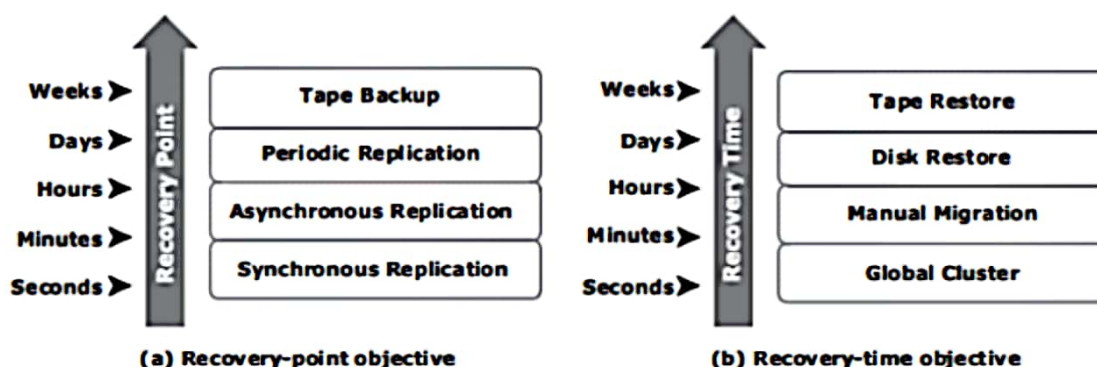 Weeks
Days
Hours
Minutes
Seconds
Recovery Point
Tape Backup
Periodic Replication
Asynchronous Replication
Synchronous Replication
(a) Recovery-point objective
Weeks
Days
Hours
Minutes
Seconds
Recovery Time
Tape Restore
Disk Restore
Manual Migration
Global Cluster
(b) Recovery-time objective